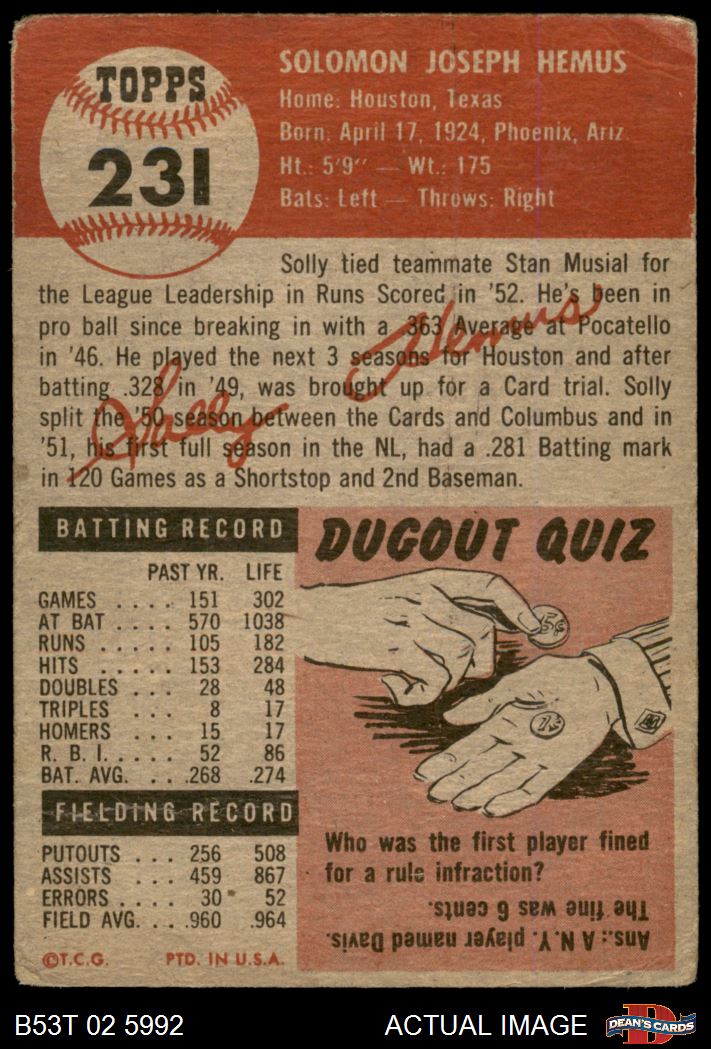 TOPPS
231
SOLOMON JOSEPH HEMUS
Home: Houston, Texas
Born: April 17, 1924, Phoenix, Ariz.
Ht.: 5'9" — Wt.: 175
Bats: Left — Throws: Right
Solly tied teammate Stan Musial for
the League Leadership in Runs Scored in '52. He's been in
pro ball since breaking in with a .363 Average at Pocatello
in '46. He played the next 3 seasons for Houston and after
batting .328 in '49, was brought up for a Card trial. Solly
split the '50 season between the Cards and Columbus and in
'51, his first full season in the NL, had a .281 Batting mark
in 120 Games as a Shortstop and 2nd Baseman.
Solly Hemus
BATTING RECORD
PAST YR. LIFE
GAMES .... 151 302
AT BAT .... 570 1038
RUNS ..... 105 182
HITS ..... 153 284
DOUBLES ... 28 48
TRIPLES ... 8 17
HOMERS ... 15 17
R. B. I. .... 52 86
BAT. AVG. ... .268 .274
FIELDING RECORD
PUTOUTS ... 256 508
ASSISTS ... 459 867
ERRORS .... 30 52
FIELD AVG. ... .960 .964
©T.C.G. PTD. IN U.S.A.
DUGOUT QUIZ
5¢
1¢
Who was the first player fined
for a rule infraction?
Ans.: A N.Y. player named Davis.
The fine was 6 cents.
B53T 02 5992
ACTUAL IMAGE
D
DEAN'S CARDS